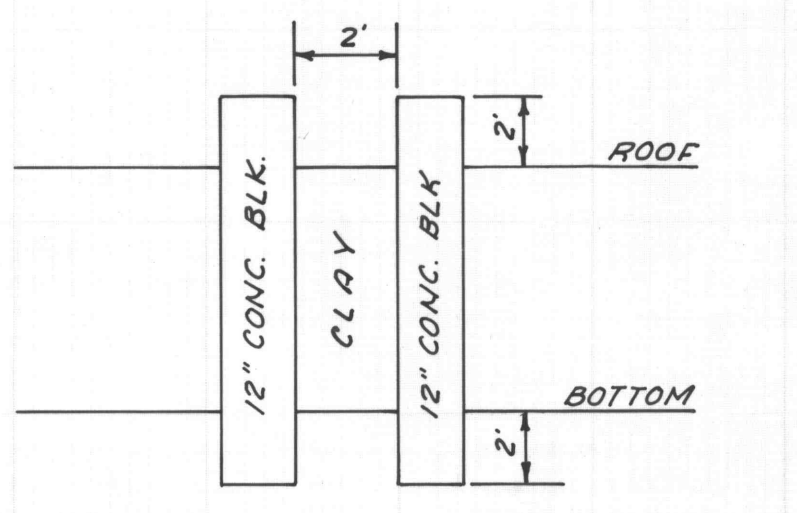 2'
2'
ROOF
12" CONC. BLK.
CLAY
12" CONC. BLK
BOTTOM
2'